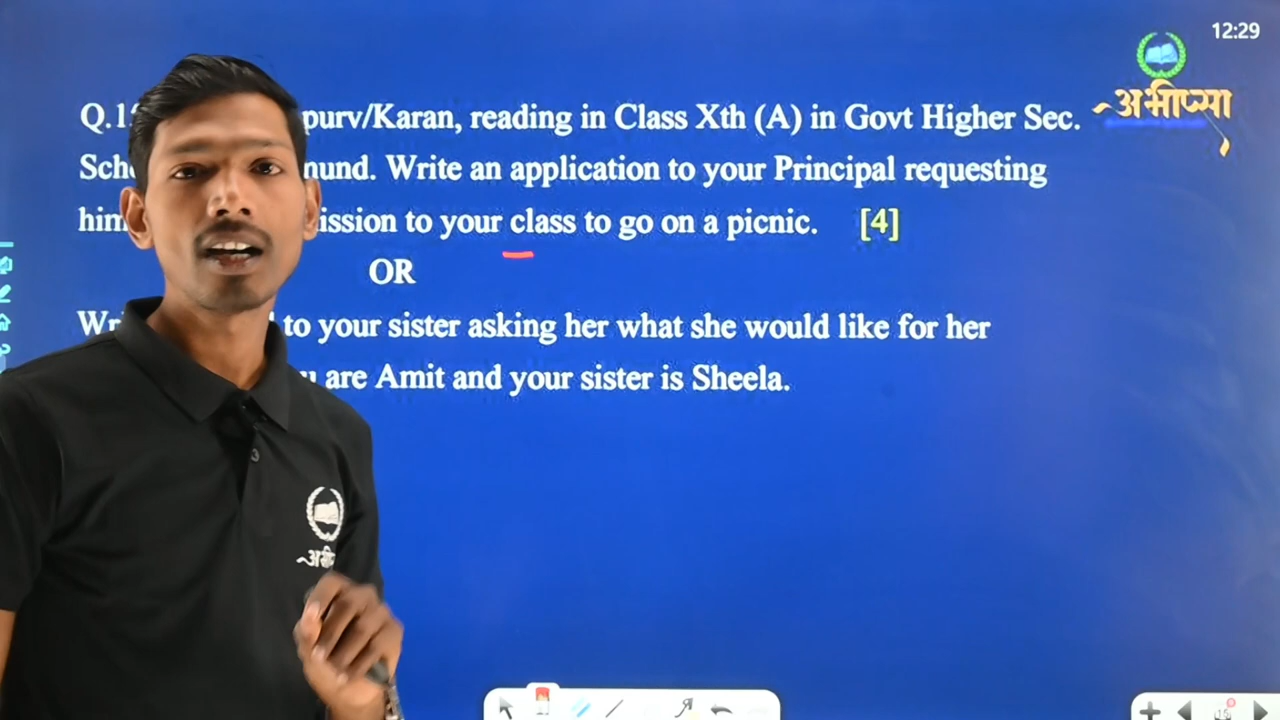 12:29
अभीप्सा
Q.1 purv/Karan, reading in Class Xth (A) in Govt Higher Sec.
Sch nund. Write an application to your Principal requesting
him ission to your class to go on a picnic. [4]
OR
Wr to your sister asking her what she would like for her
u are Amit and your sister is Sheela.